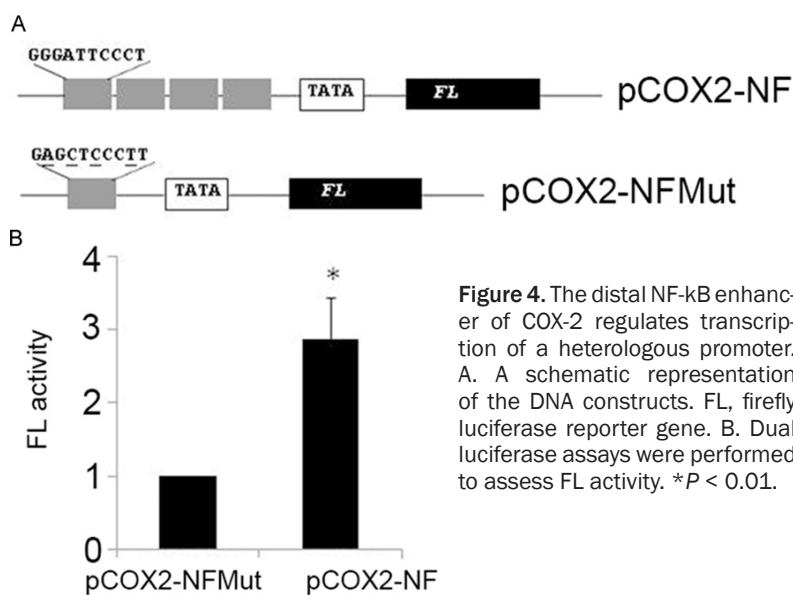 A
GGGATTCCCT
TATA
FL
pCOX2-NF
GAGCTCCCTT
TATA
FL
pCOX2-NFMut
B
4
3
2
1
0
FL activity
*
pCOX2-NFMut
pCOX2-NF
Figure 4. The distal NF-kB enhanc-
er of COX-2 regulates transcrip-
tion of a heterologous promoter.
A. A schematic representation
of the DNA constructs. FL, firefly
luciferase reporter gene. B. Dual
luciferase assays were performed
to assess FL activity. *P < 0.01.